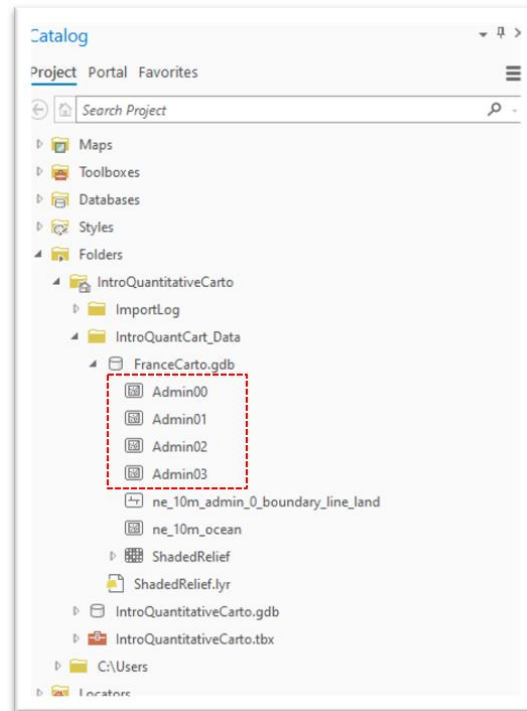 Catalog
Project Portal Favorites
Search Project
Maps
Toolboxes
Databases
Styles
Folders
IntroQuantitativeCarto
ImportLog
IntroQuantCart_Data
FranceCarto.gdb
Admin00
Admin01
Admin02
Admin03
ne_10m_admin_0_boundary_line_land
ne_10m_ocean
ShadedRelief
ShadedRelief.lyr
IntroQuantitativeCarto.gdb
IntroQuantitativeCarto.tbx
C:\Users
Locators